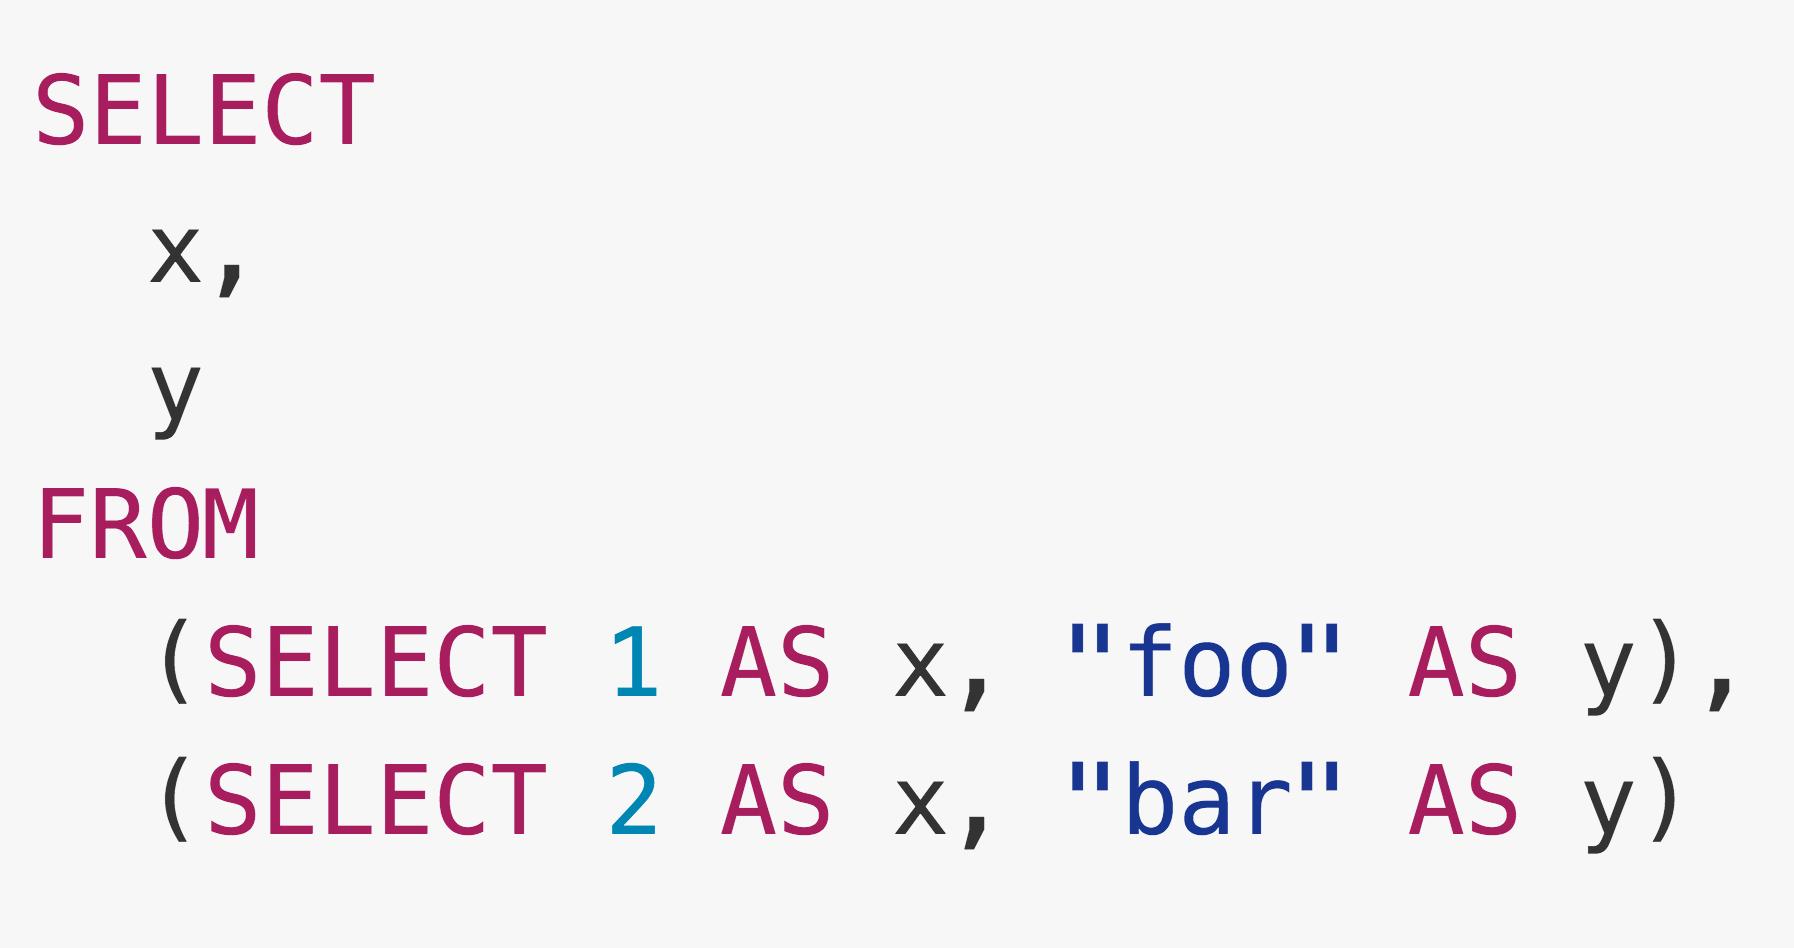 SELECT
  x,
  y
FROM
  (SELECT 1 AS x, "foo" AS y),
  (SELECT 2 AS x, "bar" AS y)